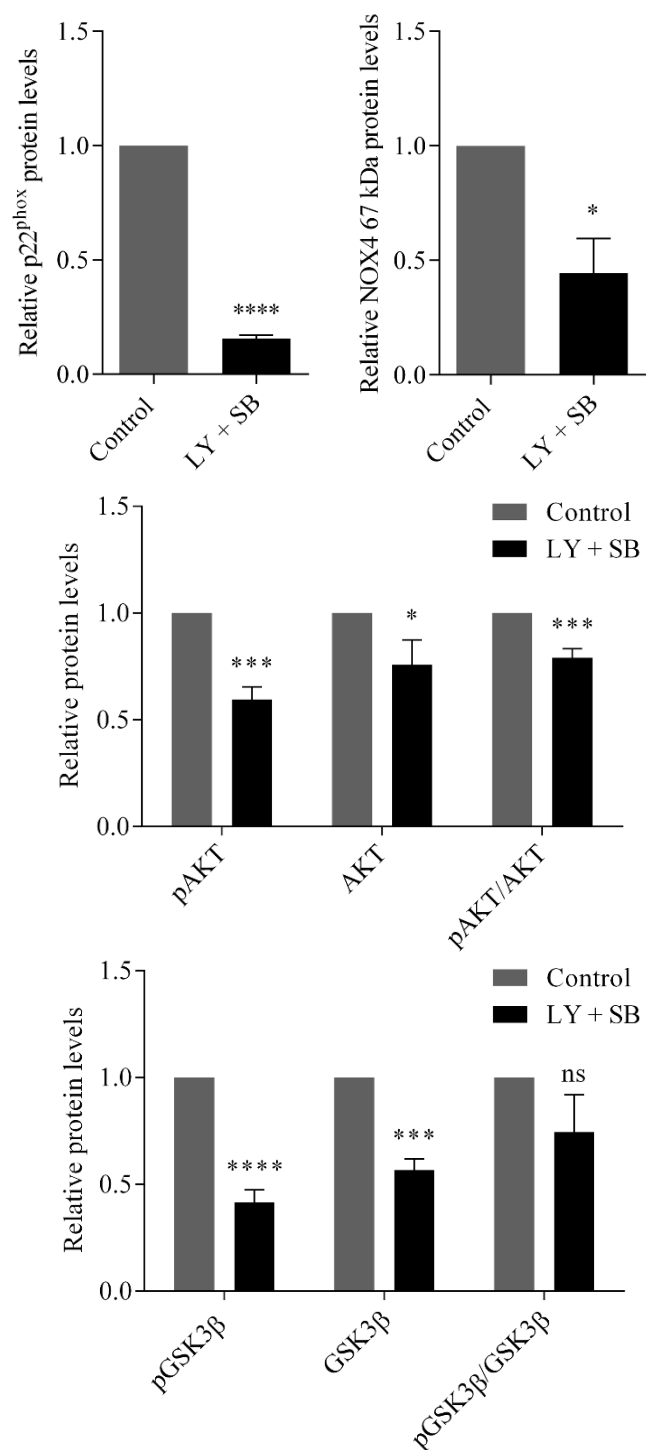 Relative p22phox protein levels
1.5
1.0
0.5
0.0
****
Control
LY + SB
Relative NOX4 67 kDa protein levels
1.5
1.0
0.5
0.0
*
Control
LY + SB
Relative protein levels
1.5
1.0
0.5
0.0
Control
LY + SB
***
*
***
pAKT
AKT
pAKT/AKT
Relative protein levels
1.5
1.0
0.5
0.0
Control
LY + SB
****
***
ns
pGSK3β
GSK3β
pGSK3β/GSK3β